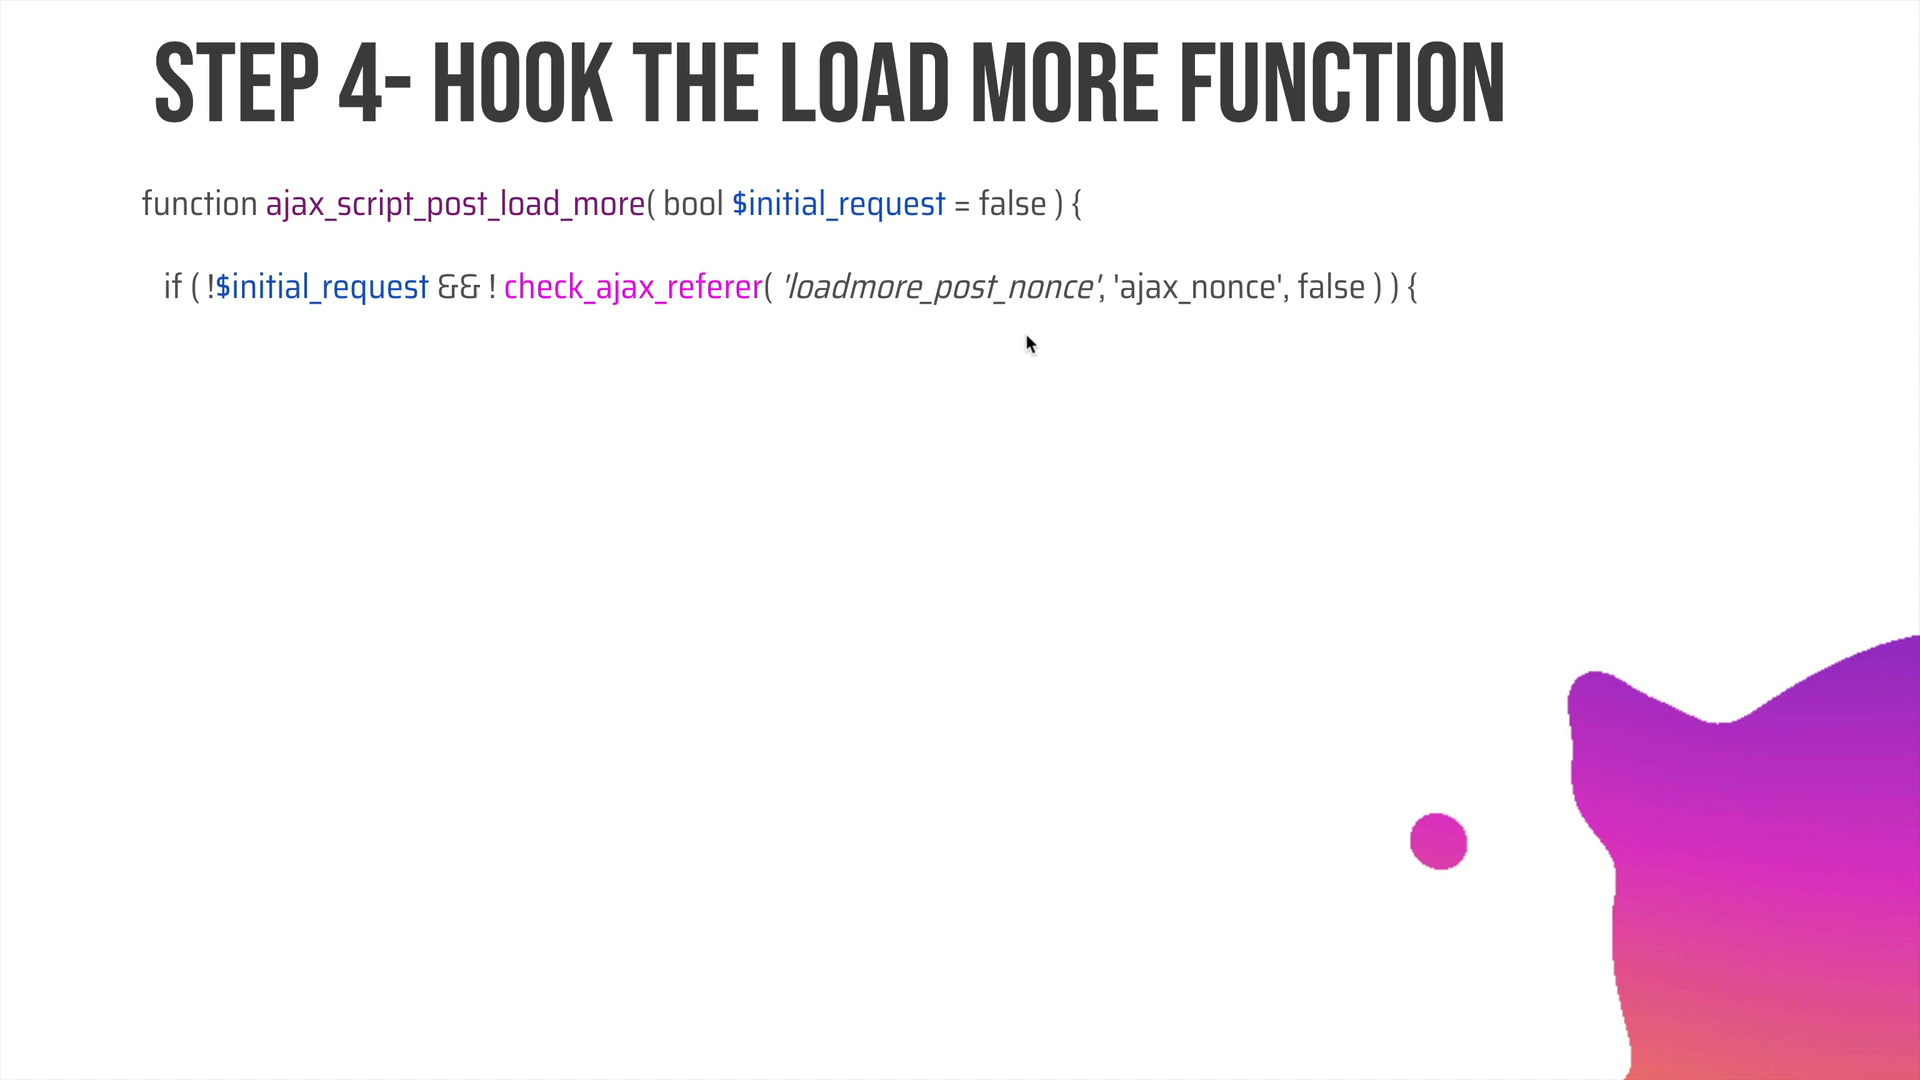 STEP 4- HOOK THE LOAD MORE FUNCTION
function ajax_script_post_load_more( bool $initial_request = false ) {
if ( !$initial_request && ! check_ajax_referer( 'loadmore_post_nonce', 'ajax_nonce', false ) ) {